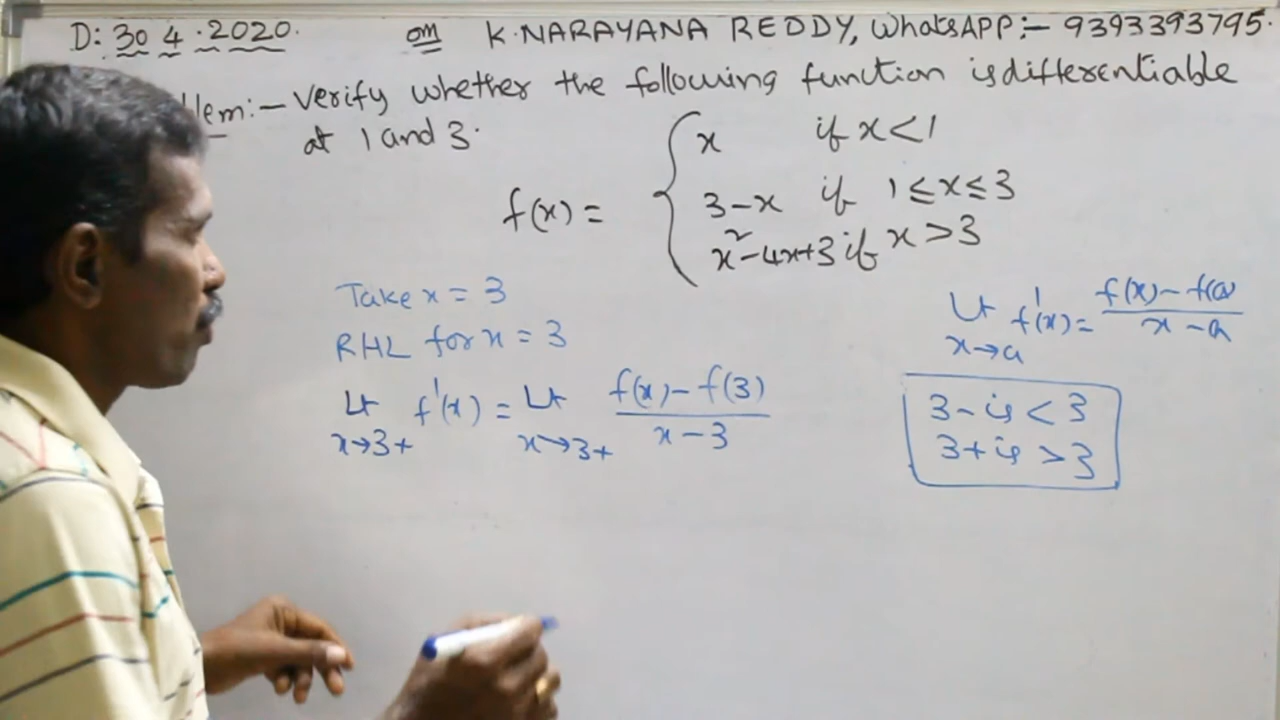 D: 30 4.2020. om K.NARAYANA REDDY, WhatsAPP:- 9393393795.
lem:- Verify whether the following function is differentiable
at 1 and 3.
f(x) = { x if x < 1
3-x if 1 ≤ x ≤ 3
x²-4x+3 if x > 3
Take x = 3
RHL for x = 3
Lt x→3+ f'(x) = Lt x→3+ (f(x)-f(3))/(x-3)
Lt x→a f'(x) = (f(x)-f(a))/(x-a)
3- is < 3
3+ is > 3